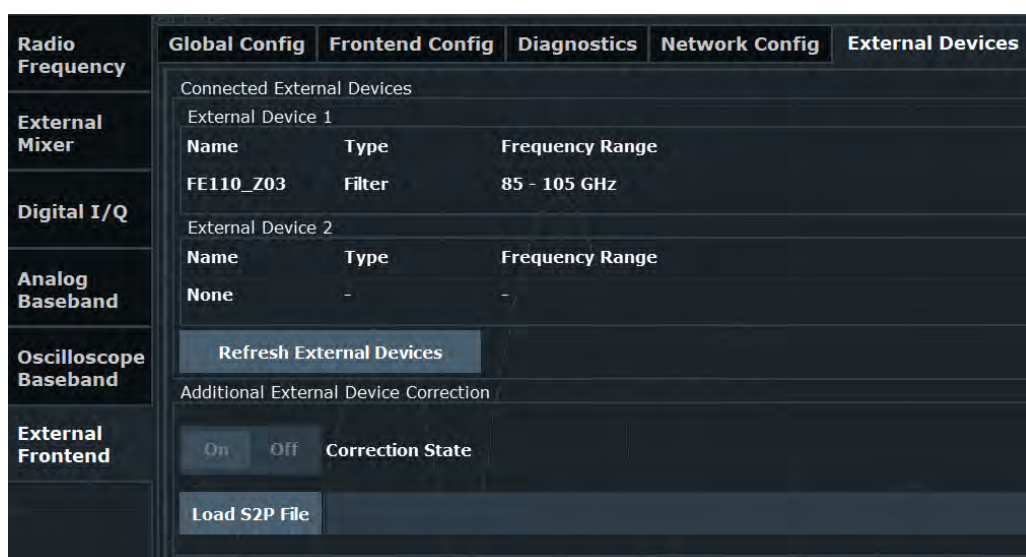 Radio
Frequency
External
Mixer
Digital I/Q
Analog
Baseband
Oscilloscope
Baseband
External
Frontend
Global Config Frontend Config Diagnostics Network Config External Devices
Connected External Devices
External Device 1
Name Type Frequency Range
FE110_Z03 Filter 85 - 105 GHz
External Device 2
Name Type Frequency Range
None - -
Refresh External Devices
Additional External Device Correction
On Off Correction State
Load S2P File